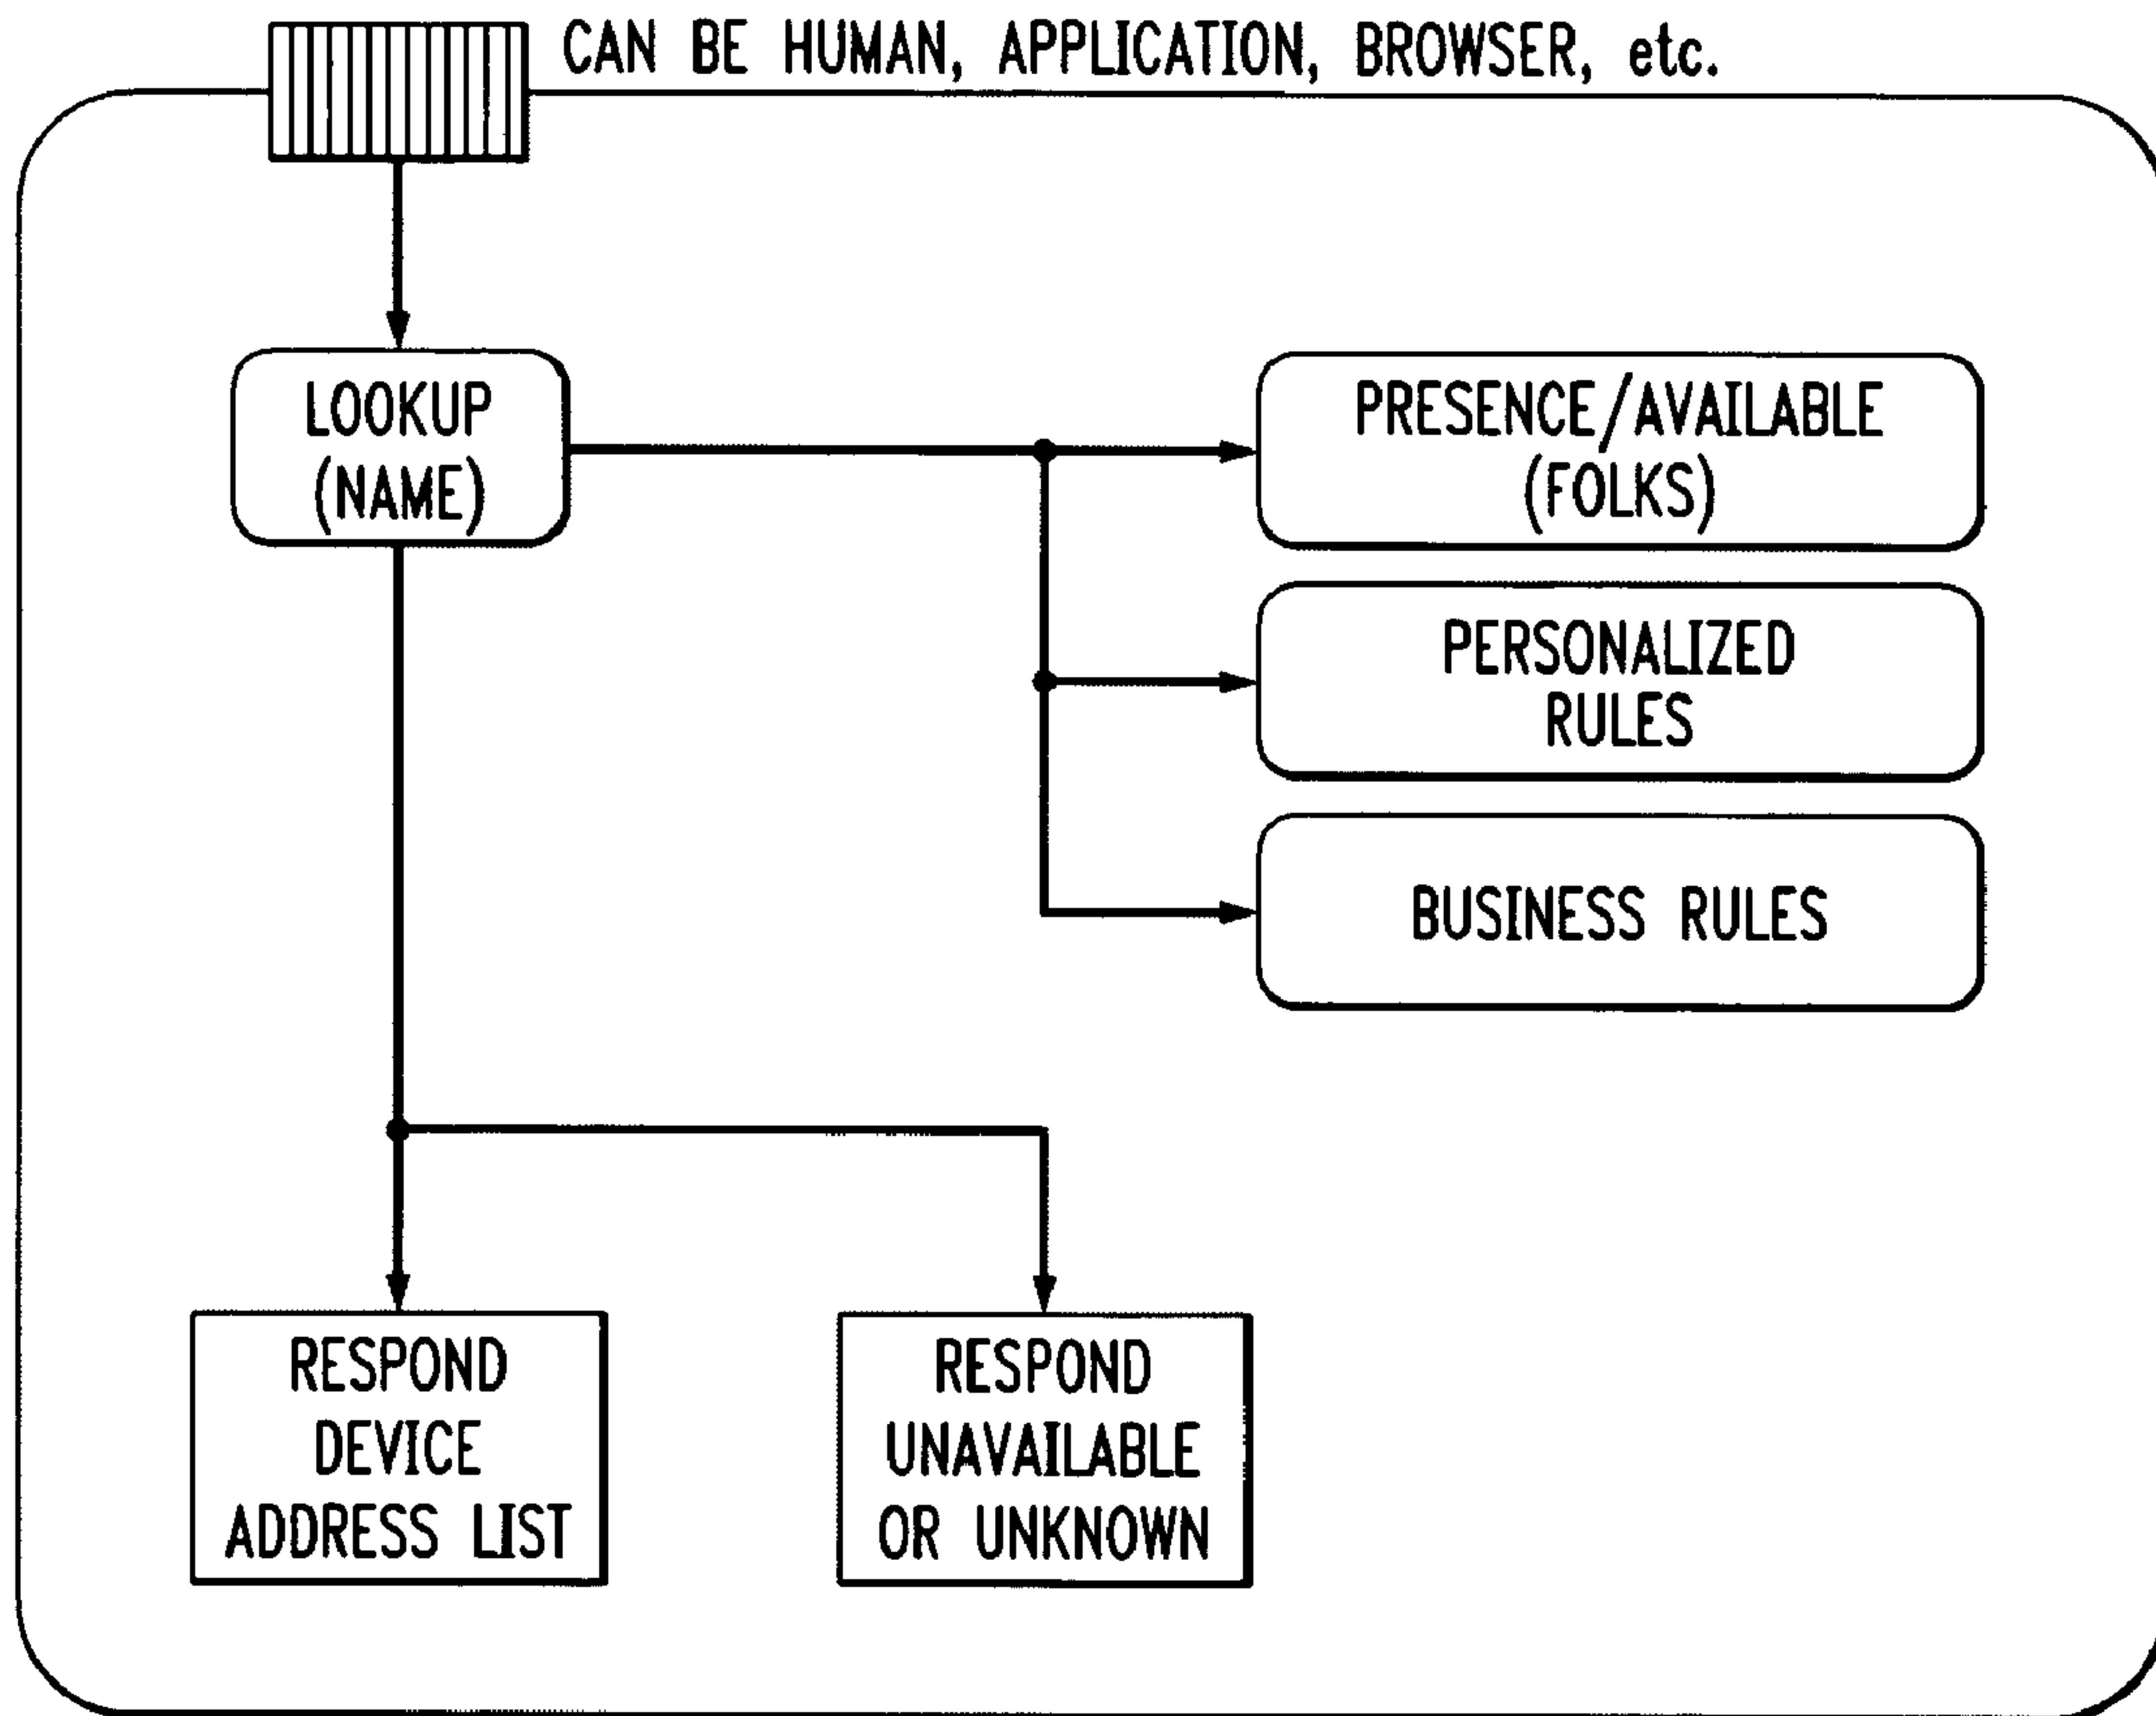 CAN BE HUMAN, APPLICATION, BROWSER, etc.
LOOKUP
(NAME)
PRESENCE/AVAILABLE
(FOLKS)
PERSONALIZED
RULES
BUSINESS RULES
RESPOND
DEVICE
ADDRESS LIST
RESPOND
UNAVAILABLE
OR UNKNOWN